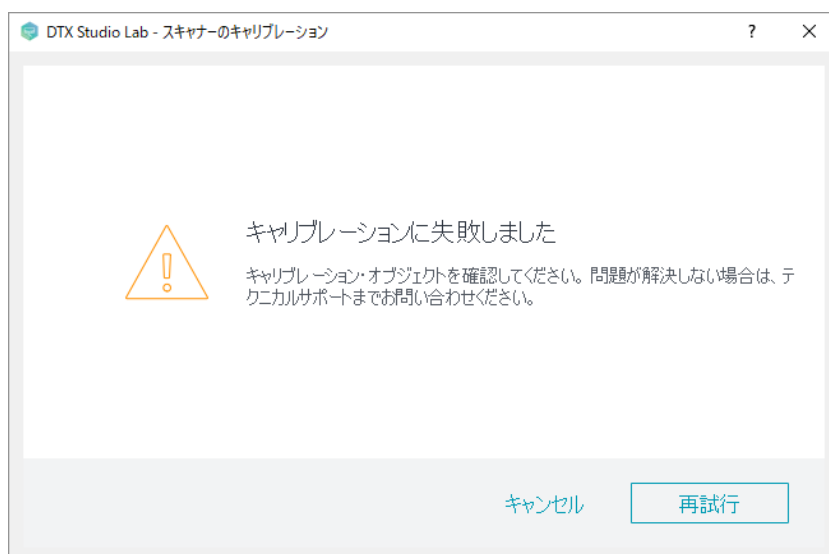 DTX Studio Lab - スキャナーのキャリブレーション
?
キャリブレーションに失敗しました
キャリブレーション・オブジェクトを確認してください。問題が解決しない場合は、テ
クニカルサポートまでお問い合わせください。
キャンセル
再試行